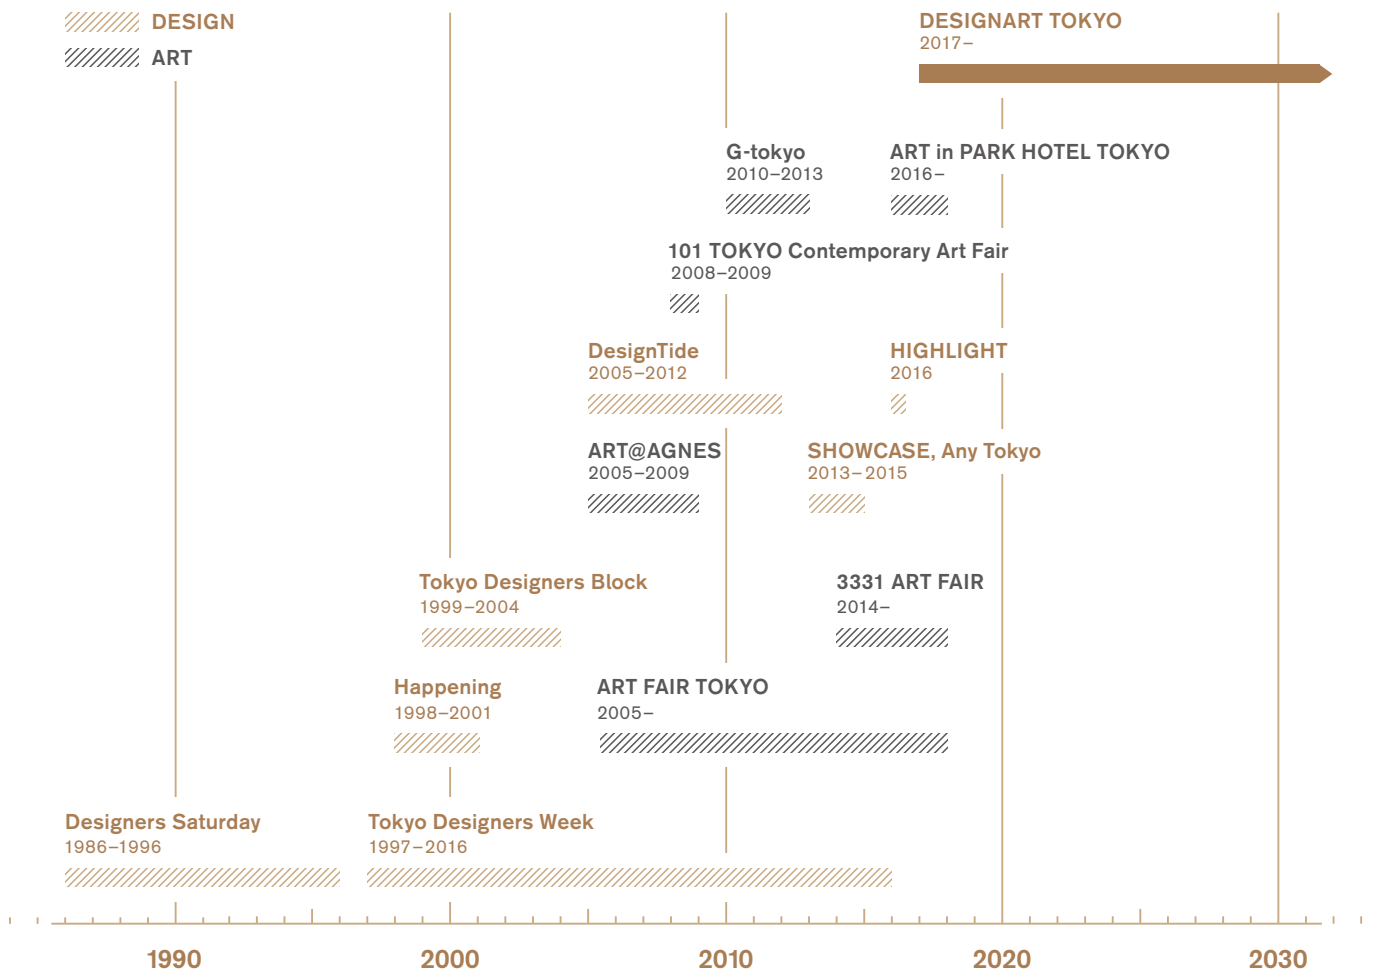 DESIGN
ART
DESIGNART TOKYO
2017–
G-tokyo
2010–2013
ART in PARK HOTEL TOKYO
2016–
101 TOKYO Contemporary Art Fair
2008–2009
DesignTide
2005–2012
HIGHLIGHT
2016
ART@AGNES
2005–2009
SHOWCASE, Any Tokyo
2013–2015
Tokyo Designers Block
1999–2004
3331 ART FAIR
2014–
Happening
1998–2001
ART FAIR TOKYO
2005–
Designers Saturday
1986–1996
Tokyo Designers Week
1997–2016
1990
2000
2010
2020
2030